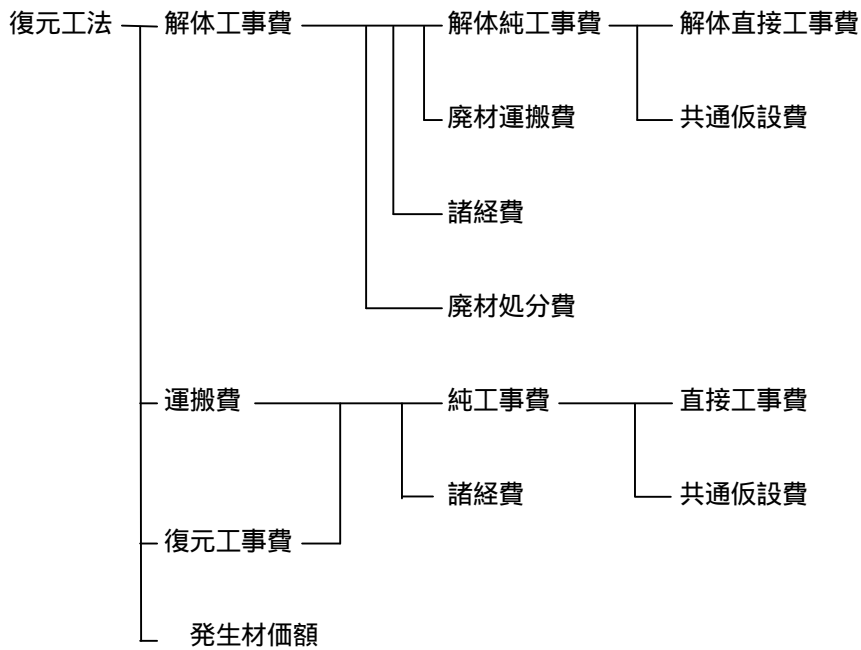 復元工法 解体工事費 解体純工事費 解体直接工事費
廃材運搬費 共通仮設費
諸経費
廃材処分費
運搬費 純工事費 直接工事費
諸経費 共通仮設費
復元工事費
発生材価額